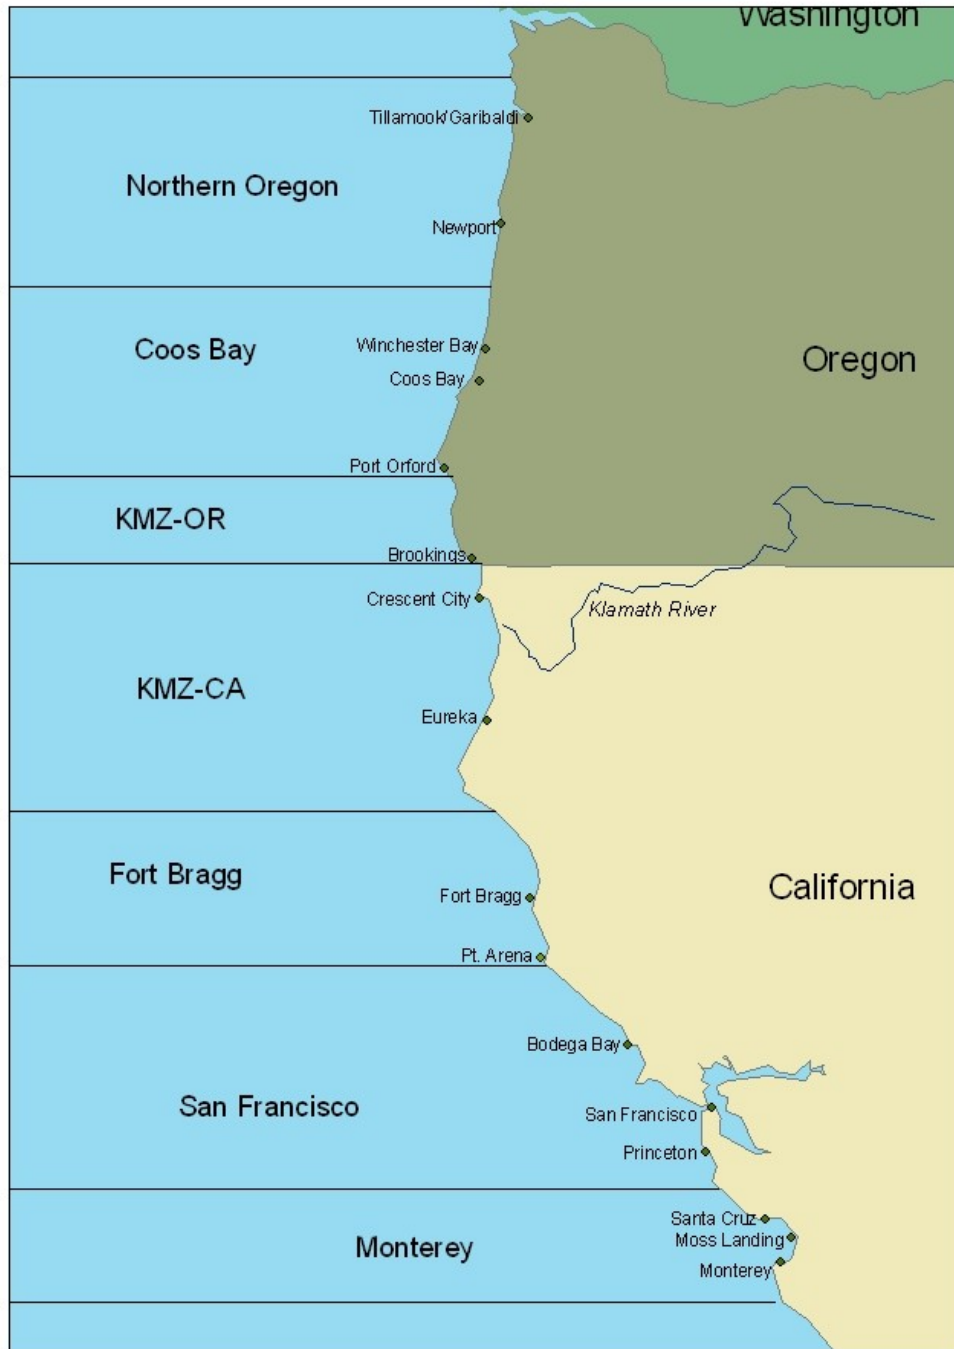 Washington
Tillamook/Garibaldi
Northern Oregon
Newport
Winchester Bay
Coos Bay
Coos Bay
Oregon
Port Orford
KMZ-OR
Brookings
Crescent City
Klamath River
KMZ-CA
Eureka
Fort Bragg
California
Fort Bragg
Pt. Arena
Bodega Bay
San Francisco
San Francisco
Princeton
Santa Cruz
Moss Landing
Monterey
Monterey